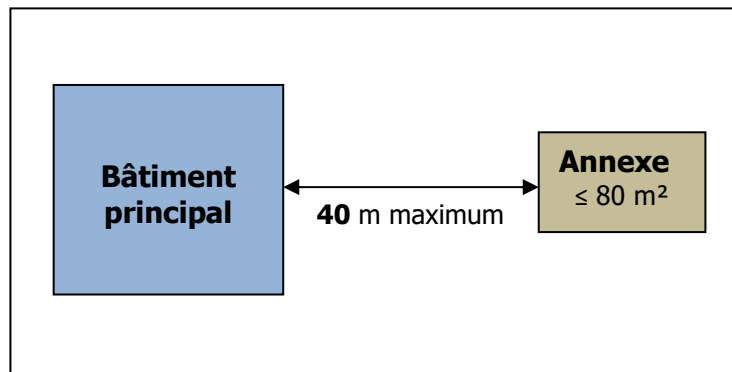 Bâtiment
principal
40 m maximum
Annexe
≤ 80 m²